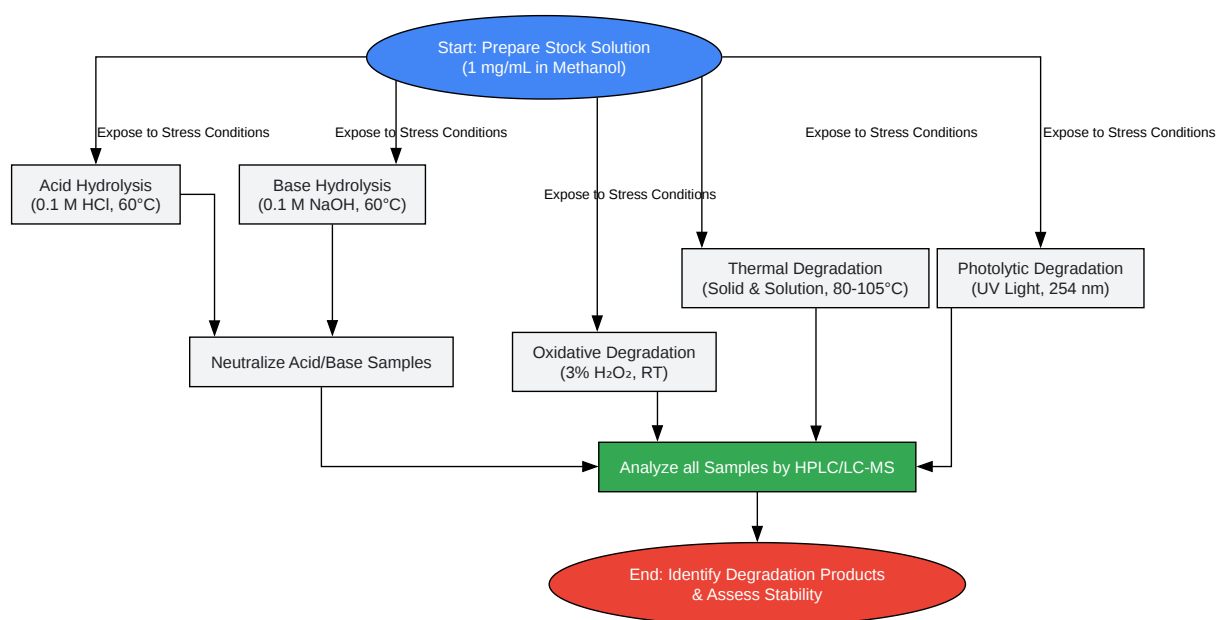 Start: Prepare Stock Solution
(1 mg/mL in Methanol)
Expose to Stress Conditions
Expose to Stress Conditions
Expose to Stress Conditions
Expose to Stress Conditions
Expose to Stress Conditions
Acid Hydrolysis
(0.1 M HCl, 60°C)
Base Hydrolysis
(0.1 M NaOH, 60°C)
Thermal Degradation
(Solid & Solution, 80-105°C)
Photolytic Degradation
(UV Light, 254 nm)
Neutralize Acid/Base Samples
Oxidative Degradation
(3% H₂O₂, RT)
Analyze all Samples by HPLC/LC-MS
End: Identify Degradation Products
& Assess Stability